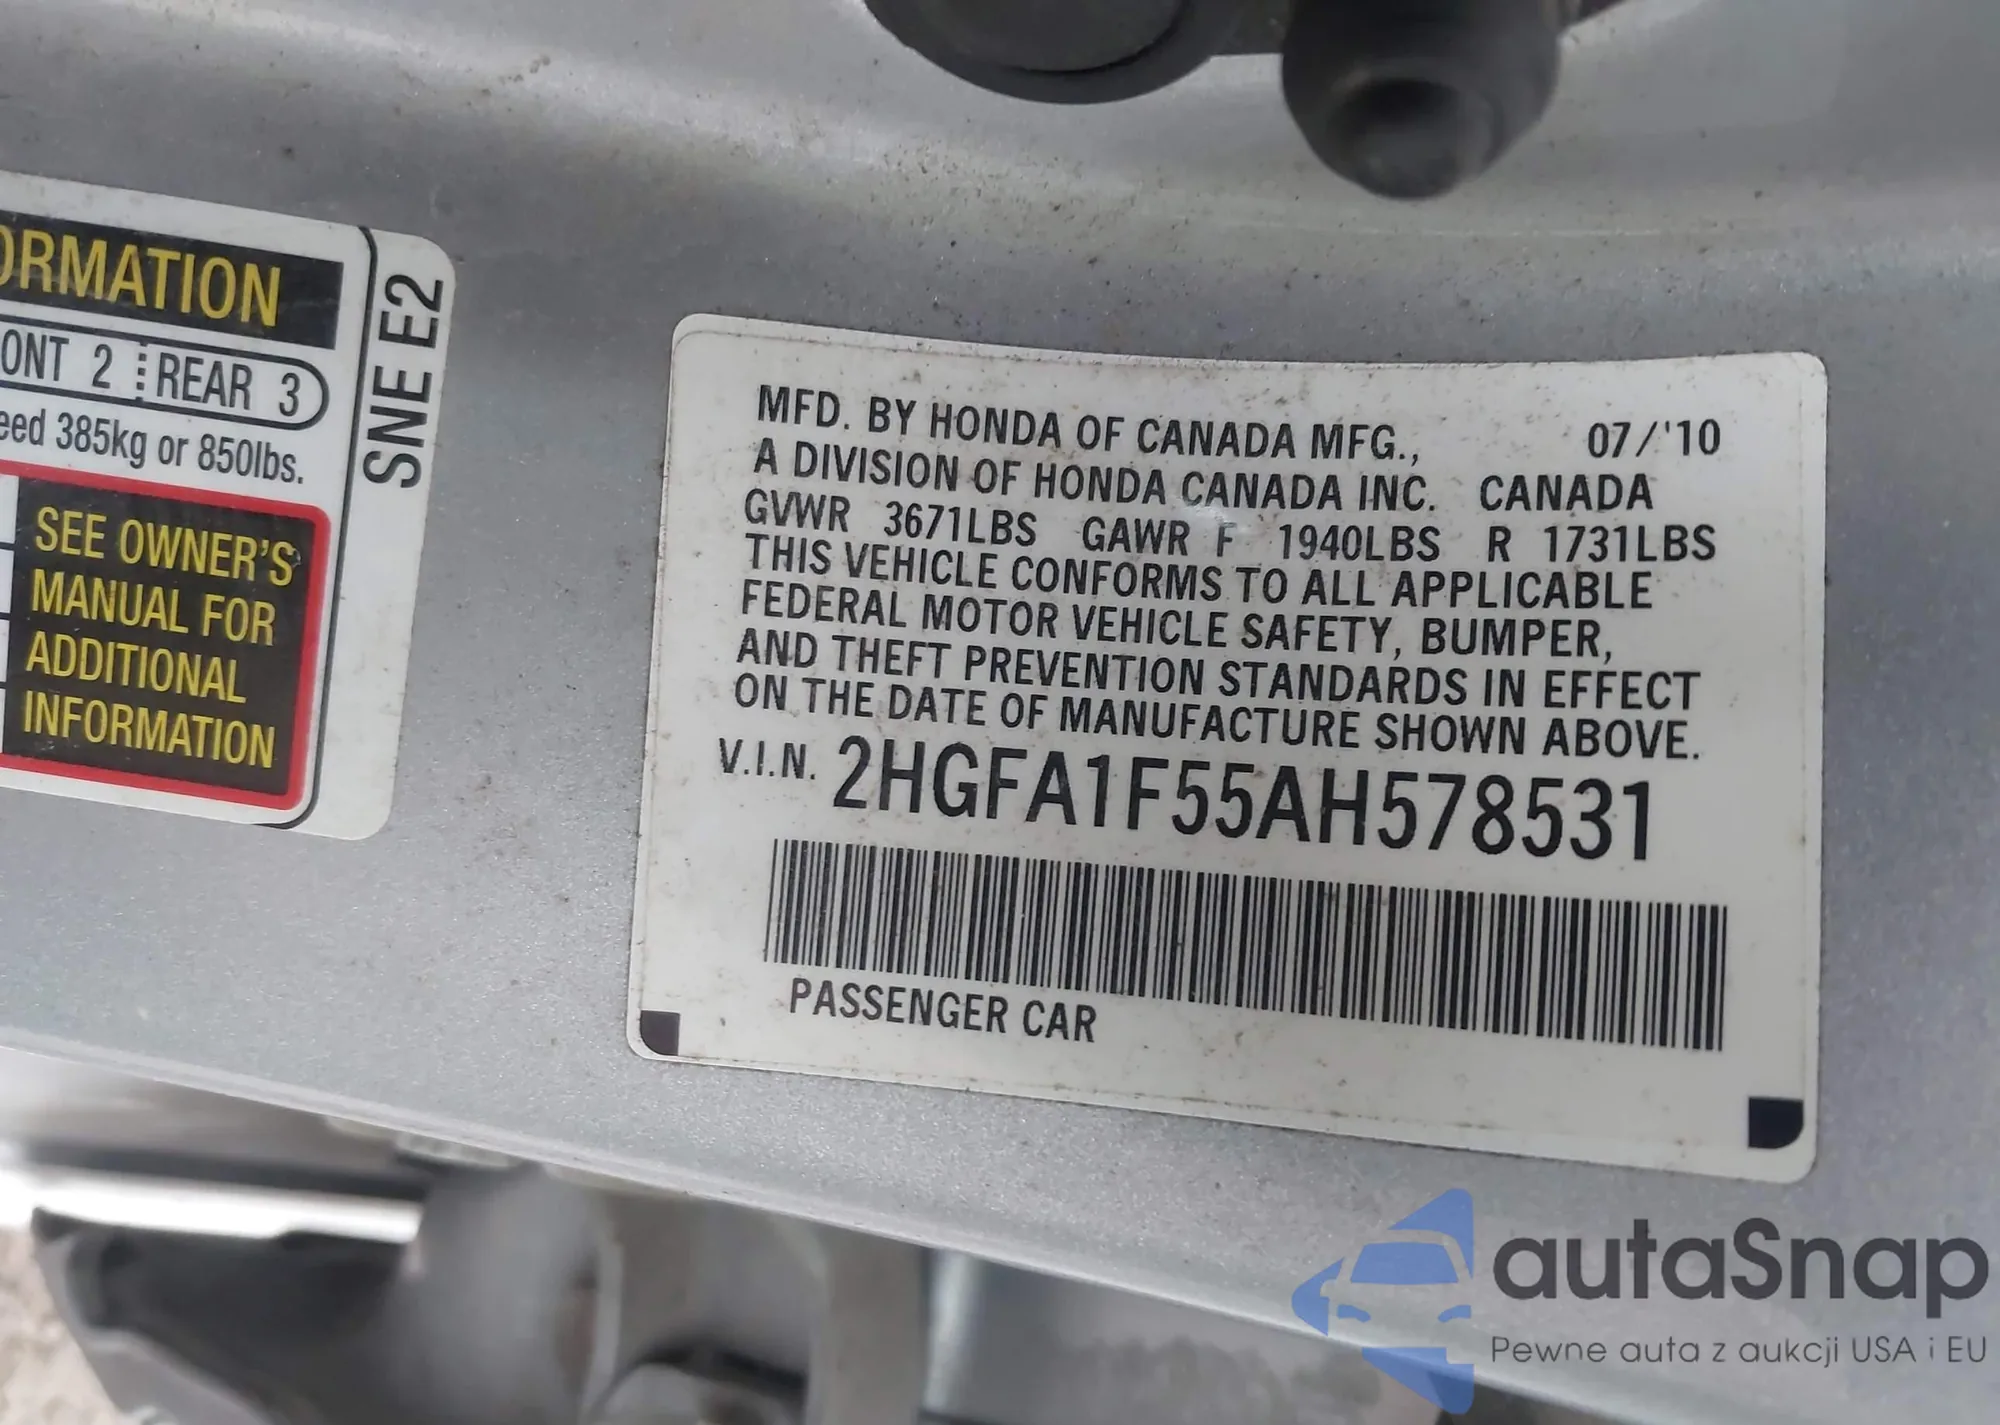 ORMATION
ONT 2 REAR 3
eed 385kg or 850lbs.
SEE OWNER'S
MANUAL FOR
ADDITIONAL
INFORMATION
SNE E2
MFD. BY HONDA OF CANADA MFG., 07/'10
A DIVISION OF HONDA CANADA INC. CANADA
GVWR 3671LBS GAWR F 1940LBS R 1731LBS
THIS VEHICLE CONFORMS TO ALL APPLICABLE
FEDERAL MOTOR VEHICLE SAFETY, BUMPER,
AND THEFT PREVENTION STANDARDS IN EFFECT
ON THE DATE OF MANUFACTURE SHOWN ABOVE.
V.I.N. 2HGFA1F55AH578531
PASSENGER CAR
autaSnap
Pewne auta z aukcji USA i EU